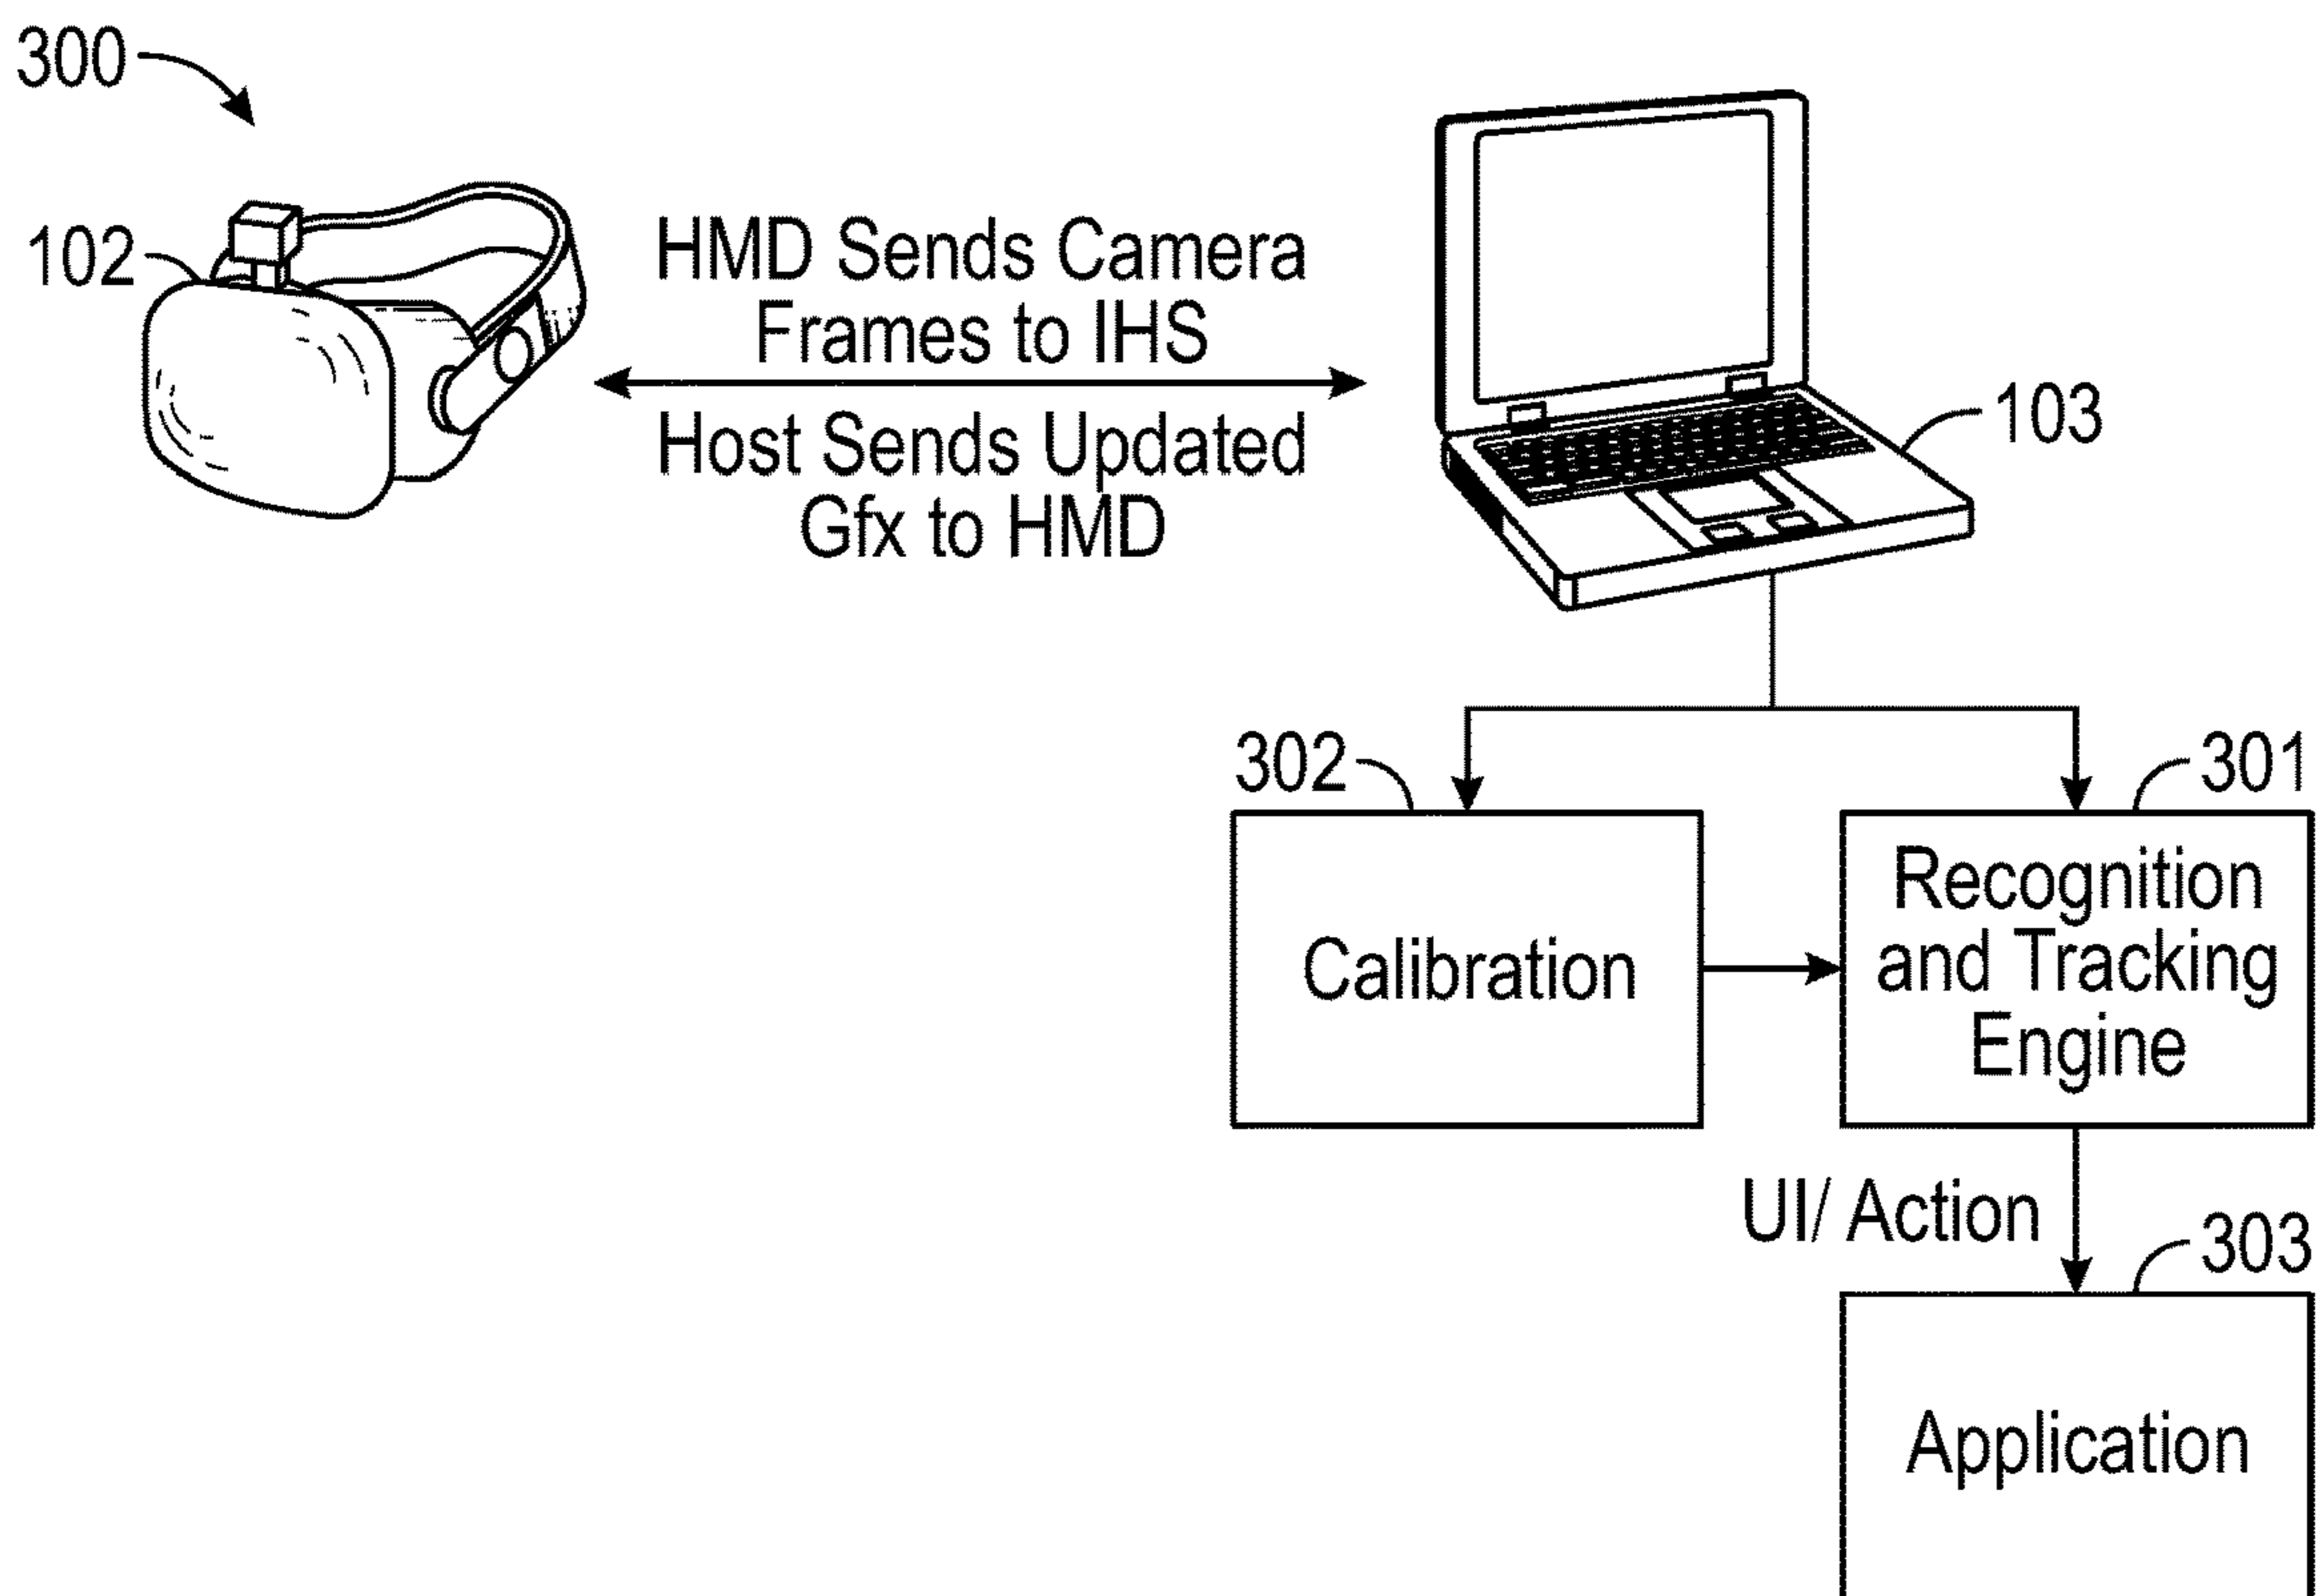 300
102
HMD Sends Camera
Frames to IHS
Host Sends Updated
Gfx to HMD
103
302
301
Calibration
Recognition
and Tracking
Engine
UI/ Action
303
Application